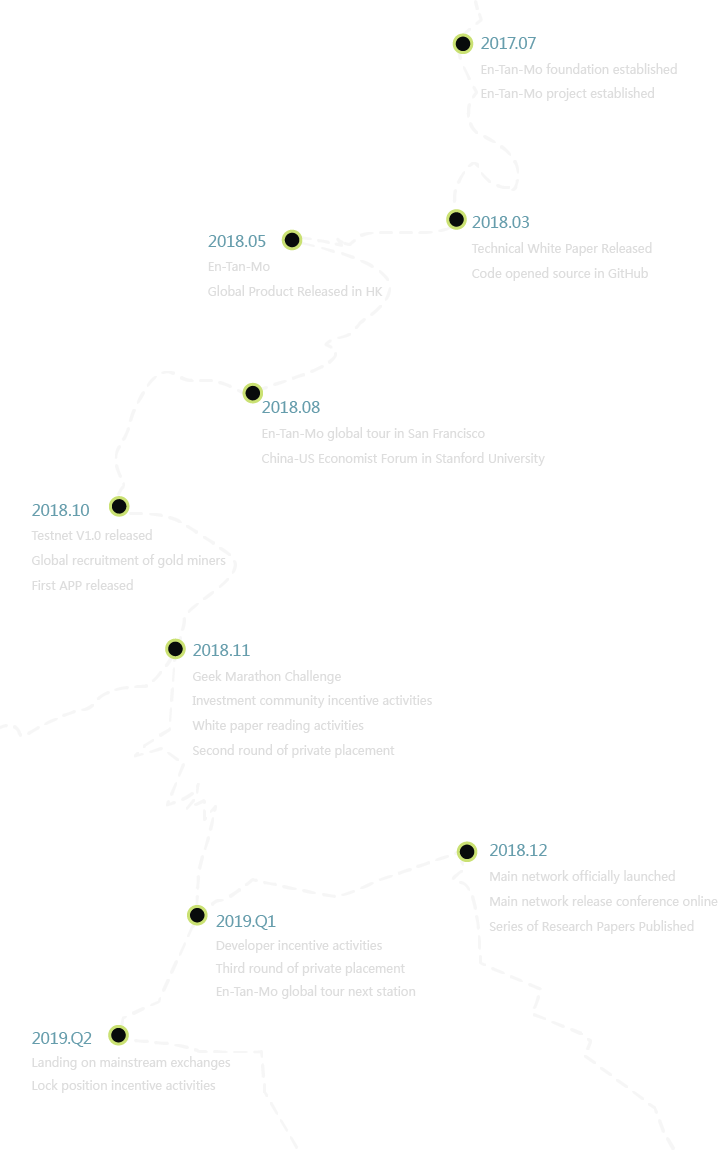 2017.07
En-Tan-Mo foundation established
En-Tan-Mo project established
2018.03
Technical White Paper Released
Code opened source in GitHub
2018.05
En-Tan-Mo
Global Product Released in HK
2018.08
En-Tan-Mo global tour in San Francisco
China-US Economist Forum in Stanford University
2018.10
Testnet V1.0 released
Global recruitment of gold miners
First APP released
2018.11
Geek Marathon Challenge
Investment community incentive activities
White paper reading activities
Second round of private placement
2018.12
Main network officially launched
Main network release conference online
Series of Research Papers Published
2019.Q1
Developer incentive activities
Third round of private placement
En-Tan-Mo global tour next station
2019.Q2
Landing on mainstream exchanges
Lock position incentive activities